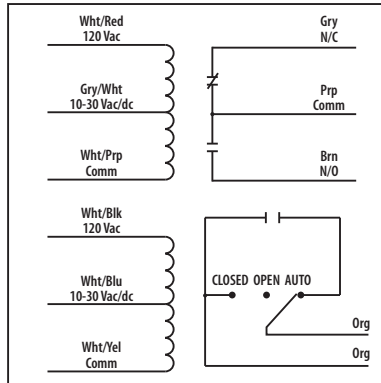 Wht/Red
120 Vac
Gry/Wht
10-30 Vac/dc
Wht/Prp
Comm
Gry
N/C
Prp
Comm
Brn
N/O
Wht/Blk
120 Vac
Wht/Blu
10-30 Vac/dc
Wht/Yel
Comm
CLOSED OPEN AUTO
Org
Org